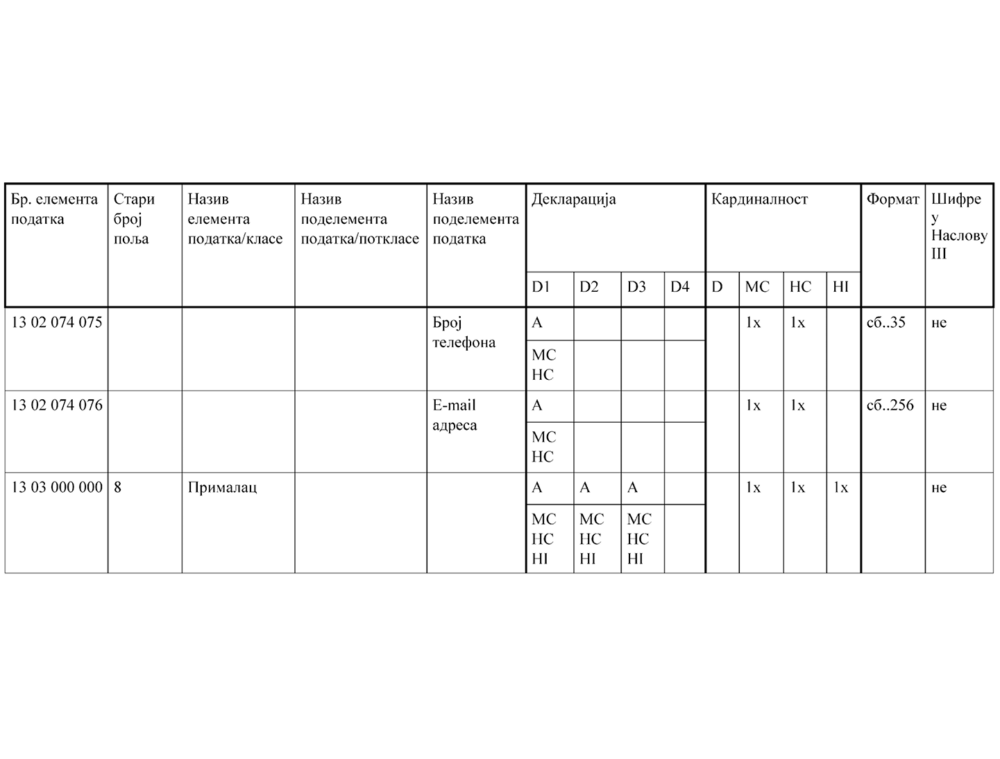 Бр. елемента
податка
Стари
број
поља
Назив
елемента
податка/класе
Назив
поделемента
податка/поткласе
Назив
поделемента
податка
Декларација
Кардиналност
Формат
Шифре
у
Наслову
III
D1 D2 D3 D4 D MC HC HI
13 02 074 075
Број
телефона
A
MC
HC
1x 1x
сб..35
не
13 02 074 076
E-mail
адреса
A
MC
HC
1x 1x
сб..256
не
13 03 000 000
8
Прималац
A A A
MC MC MC
HC HC HC
HI HI HI
1x 1x 1x
не